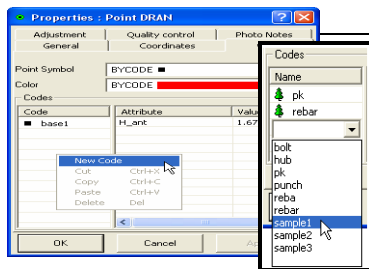 Properties : Point DRAN
Adjustment Quality control Photo Notes
General Coordinates
Point Symbol BYCODE
Color BYCODE
Codes
Code Attribute
base1 H_ant 1.67
New Code
Cut Ctrl+X
Copy Ctrl+C
Paste Ctrl+V
Delete Del
OK Cancel
Codes
Name
pk
rebar
bolt
hub
pk
punch
reba
rebar
sample1
sample2
sample3